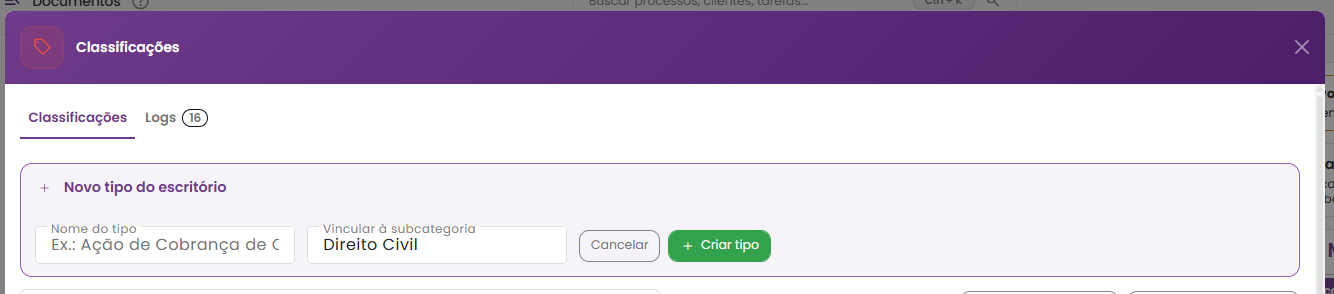 Documentos ?
Buscar processos, clientes, tarefas... Ctrl + K
Classificações
Classificações Logs 16
+ Novo tipo do escritório
Nome do tipo Vincular à subcategoria
Ex.: Ação de Cobrança de C Direito Civil Cancelar + Criar tipo